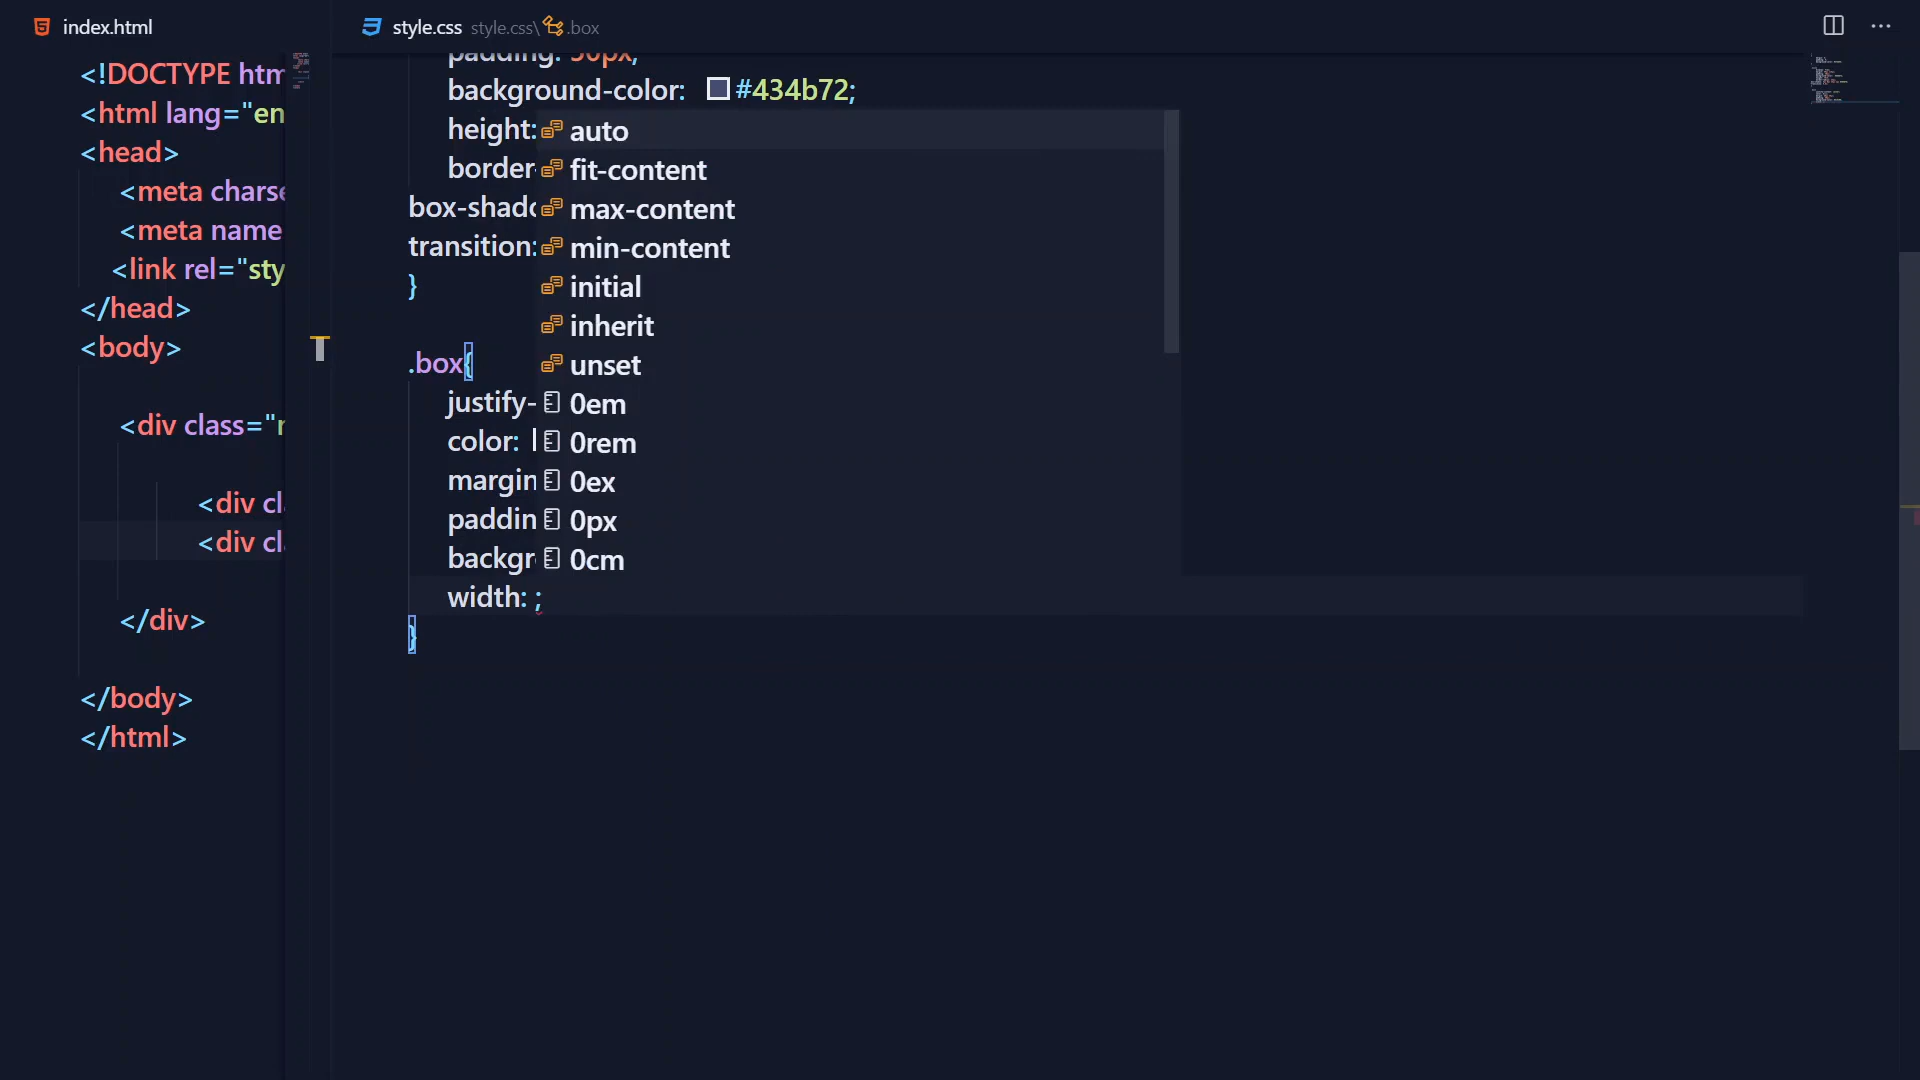 index.html
<!DOCTYPE htm
<html lang="en
<head>
<meta charse
<meta name
<link rel="sty
</head>
<body>
<div class="
<div cl
<div cl
</div>
</body>
</html>
style.css style.css\ .box
padding: 50px;
background-color: #434b72;
height:
border-
box-shado
transition:
}
.box{
justify-
color:
margin
paddin
backgr
width: ;
}
auto
fit-content
max-content
min-content
initial
inherit
unset
0em
0rem
0ex
0px
0cm